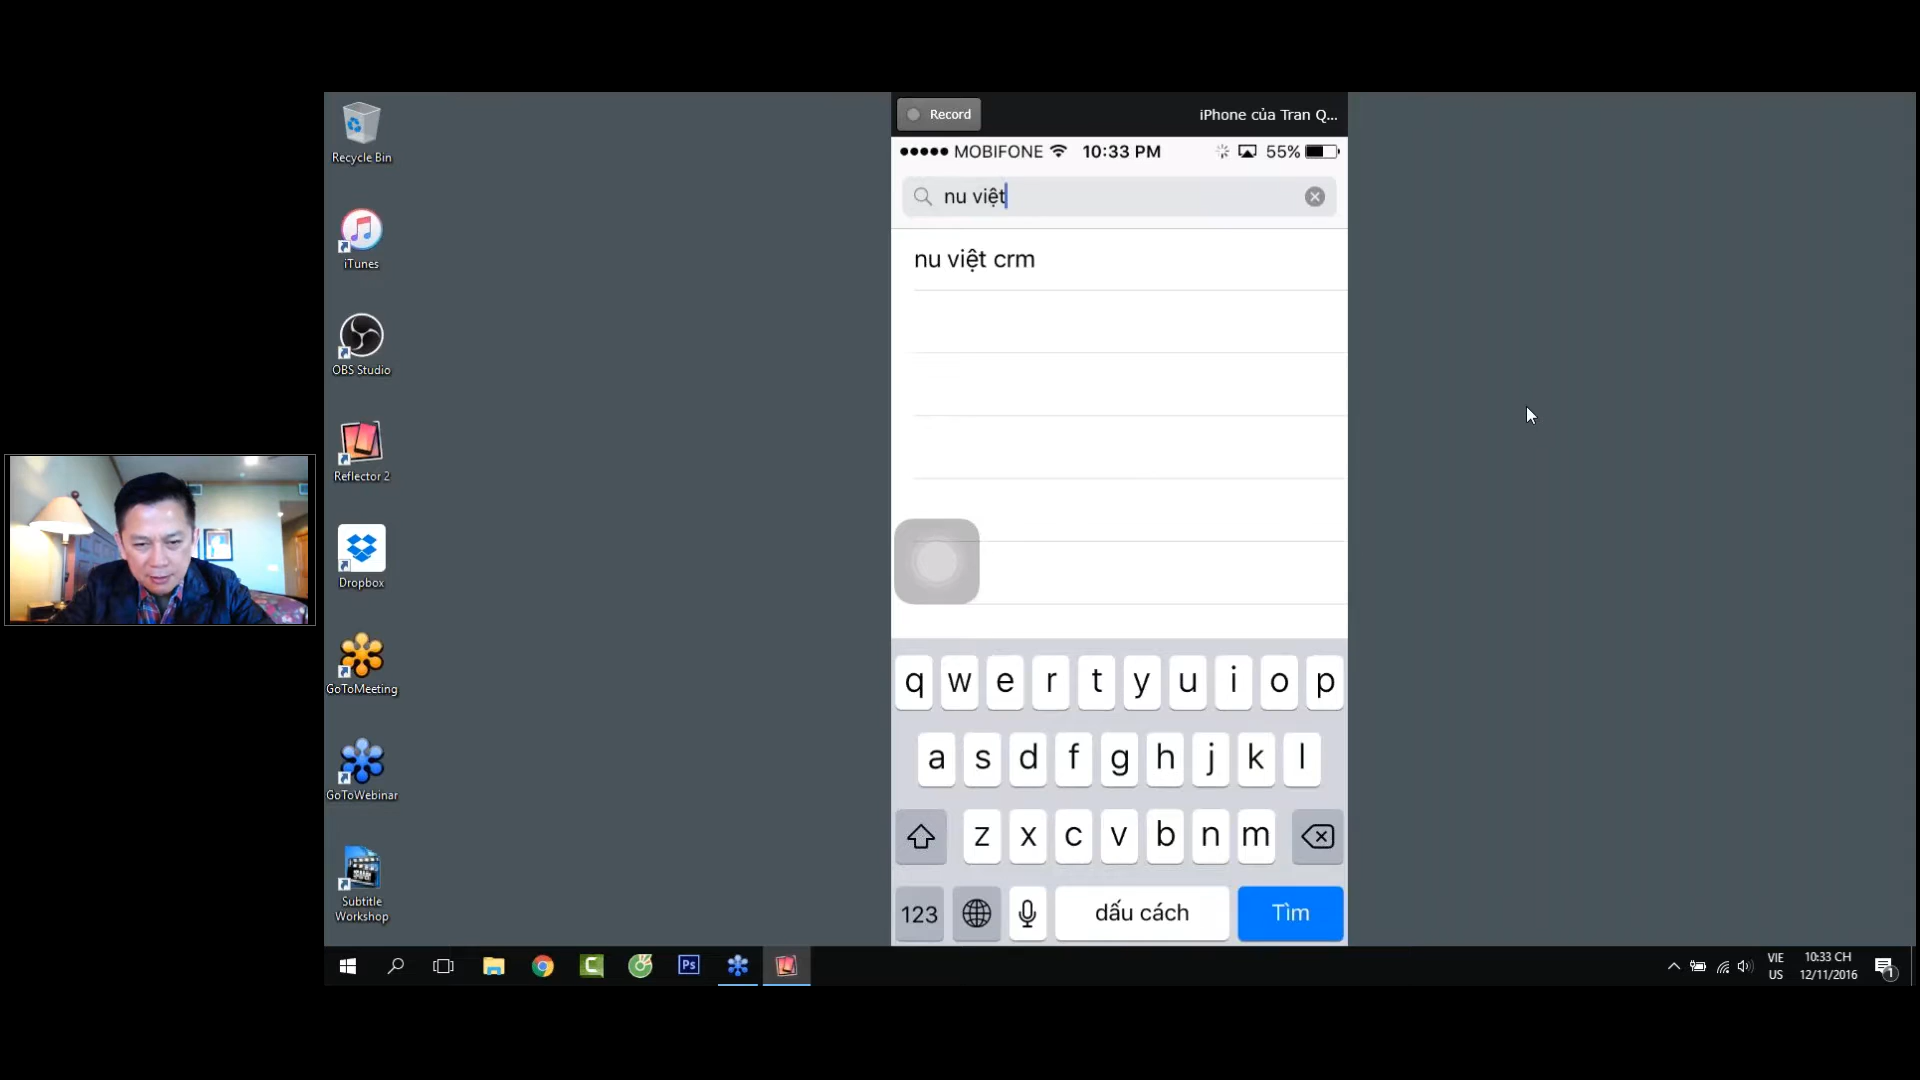 Recycle Bin
iTunes
OBS Studio
Reflector 2
Dropbox
GoToMeeting
GoToWebinar
Subtitle
Workshop
Record
iPhone của Tran Q...
MOBIFONE 10:33 PM 55%
nu việt
nu việt crm
q w e r t y u i o p
a s d f g h j k l
z x c v b n m
123 dấu cách Tìm
Ps
VIE
US
10:33 CH
12/11/2016
1